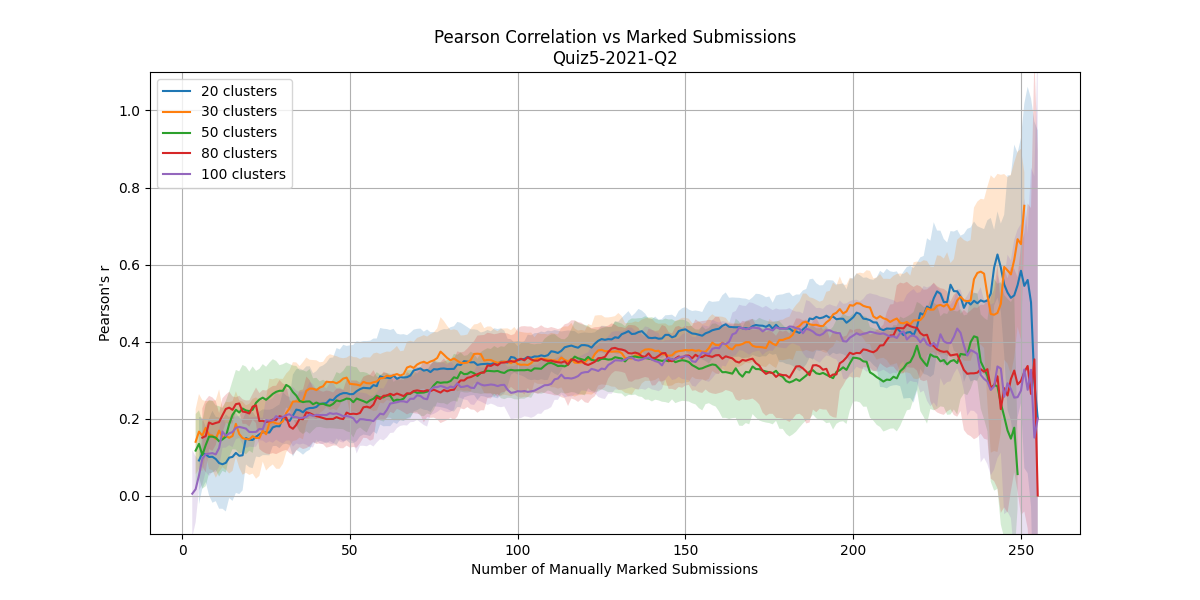 Pearson Correlation vs Marked Submissions
Quiz5-2021-Q2
20 clusters
30 clusters
50 clusters
80 clusters
100 clusters
Pearson's r
1.0
0.8
0.6
0.4
0.2
0.0
0 50 100 150 200 250
Number of Manually Marked Submissions